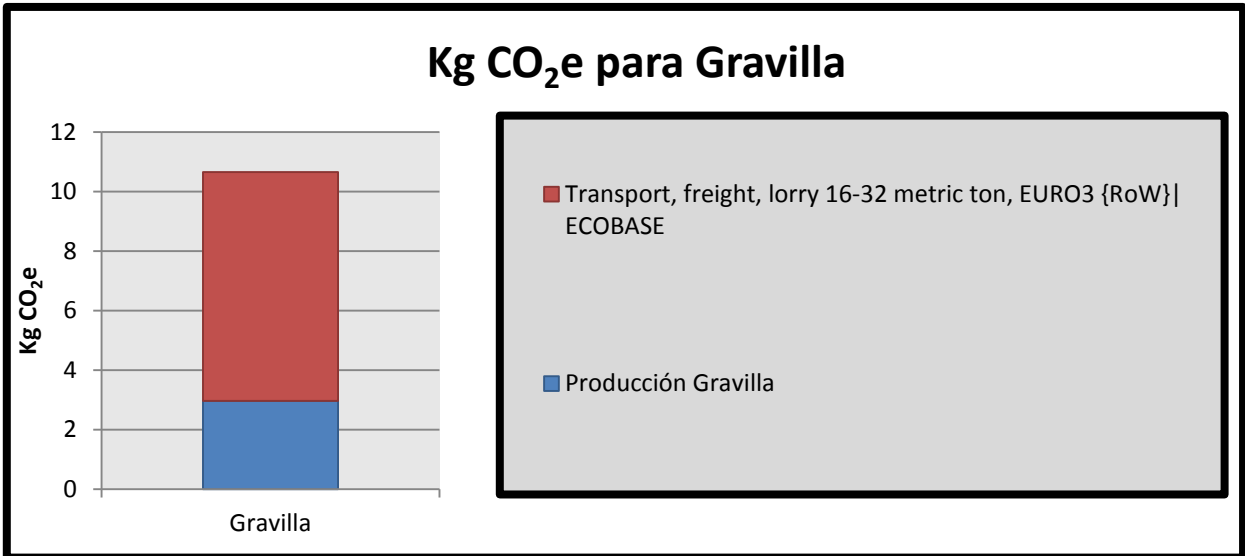 Kg CO₂e para Gravilla
12
10
8
6
4
2
0
Kg CO₂e
Gravilla
Transport, freight, lorry 16-32 metric ton, EURO3 {RoW}|
ECOBASE
Producción Gravilla